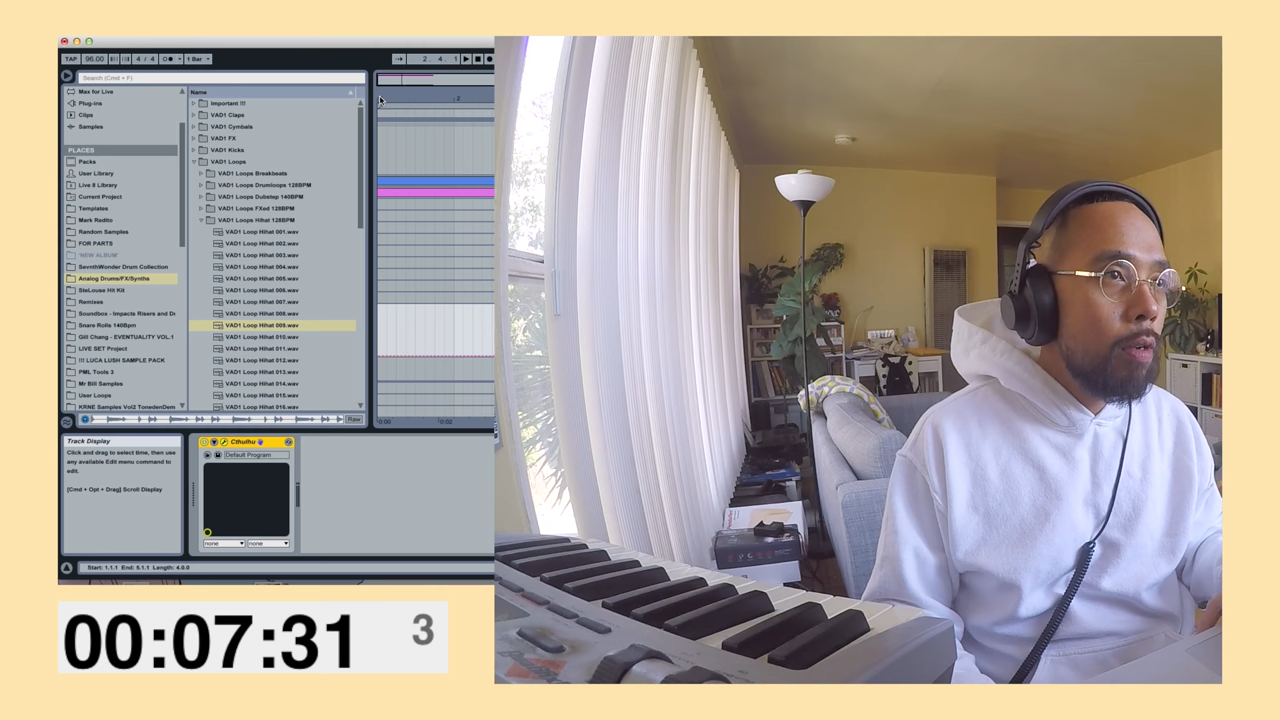 TAP 96.00 4 / 4 1 Bar 2 . 4 . 1
Search (Cmd + F)
Max for Live
Plug-ins
Clips
Samples
PLACES
Packs
User Library
Live 8 Library
Current Project
Templates
Mark Redito
Random Samples
FOR PARTS
'NEW ALBUM'
SevnthWonder Drum Collection
Analog Drums/FX/Synths
SteLouse Hit Kit
Remixes
Soundbox - Impacts Risers and Do
Snare Rolls 140Bpm
Gill Chang - EVENTUALITY VOL.1
LIVE SET Project
!!! LUCA LUSH SAMPLE PACK
PML Tools 3
Mr Bill Samples
User Loops
KRNE Samples Vol2 TonedenDem
Name
Important !!!
VAD1 Claps
VAD1 Cymbals
VAD1 FX
VAD1 Kicks
VAD1 Loops
VAD1 Loops Breakbeats
VAD1 Loops Drumloops 128BPM
VAD1 Loops Dubstep 140BPM
VAD1 Loops FXed 128BPM
VAD1 Loops Hihat 128BPM
VAD1 Loop Hihat 001.wav
VAD1 Loop Hihat 002.wav
VAD1 Loop Hihat 003.wav
VAD1 Loop Hihat 004.wav
VAD1 Loop Hihat 005.wav
VAD1 Loop Hihat 006.wav
VAD1 Loop Hihat 007.wav
VAD1 Loop Hihat 008.wav
VAD1 Loop Hihat 009.wav
VAD1 Loop Hihat 010.wav
VAD1 Loop Hihat 011.wav
VAD1 Loop Hihat 012.wav
VAD1 Loop Hihat 013.wav
VAD1 Loop Hihat 014.wav
VAD1 Loop Hihat 015.wav
VAD1 Loop Hihat 016.wav
Raw
2
0:00 0:02
Track Display
Click and drag to select time, then use
any available Edit menu command to
edit.
[Cmd + Opt + Drag] Scroll Display
Cthulhu
Default Program
none none
Start: 1.1.1 End: 5.1.1 Length: 4.0.0
00:07:31 3